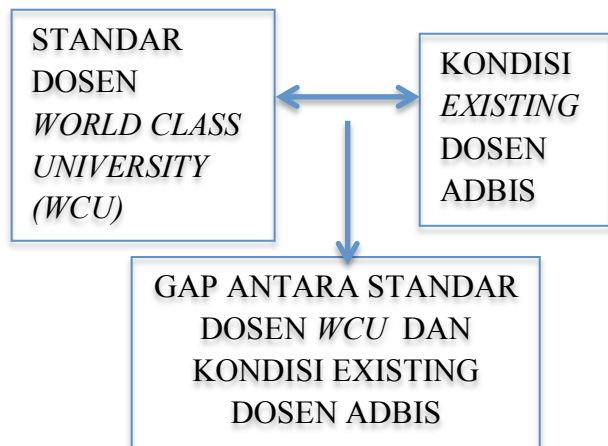 STANDAR
DOSEN
WORLD CLASS
UNIVERSITY
(WCU)
KONDISI
EXISTING
DOSEN
ADBIS
GAP ANTARA STANDAR
DOSEN WCU DAN
KONDISI EXISTING
DOSEN ADBIS